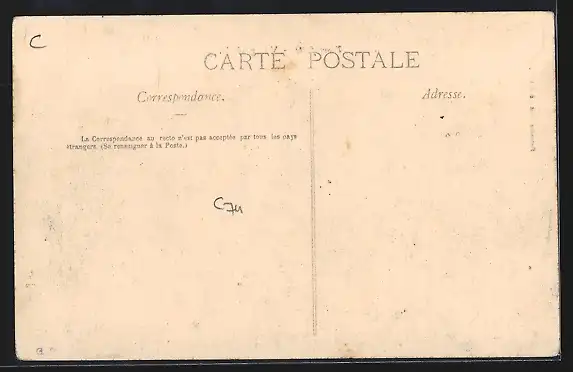 C
CARTE POSTALE
Correspondance.
Adresse.
La Correspondance au recto n'est pas acceptée par tous les pays
étrangers. (Se renseigner à la Poste.)
C74